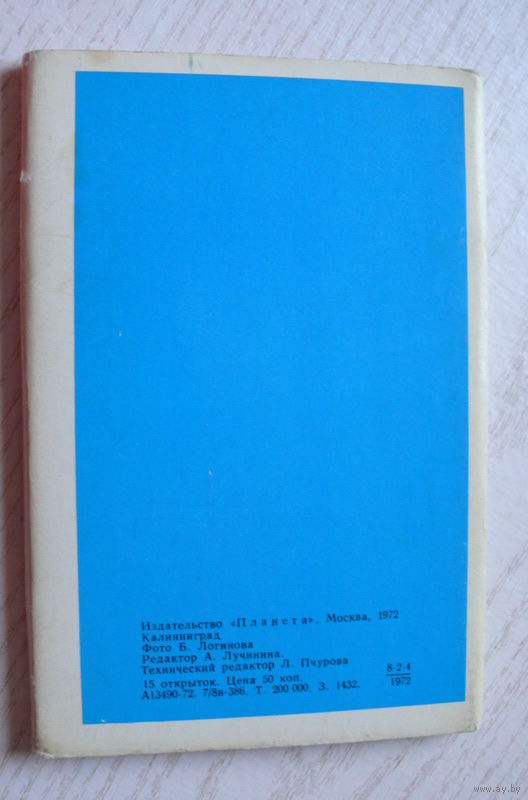 Издательство «Планета». Москва, 1972
Калининград
Фото Б. Логинова
Редактор А. Лучинина.
Технический редактор Л. Пчурова
15 открыток. Цена 50 коп.
А13490-72. 7/8в-386. Т. 200 000. З. 1432.
8-2-4
1972
www.ay.by